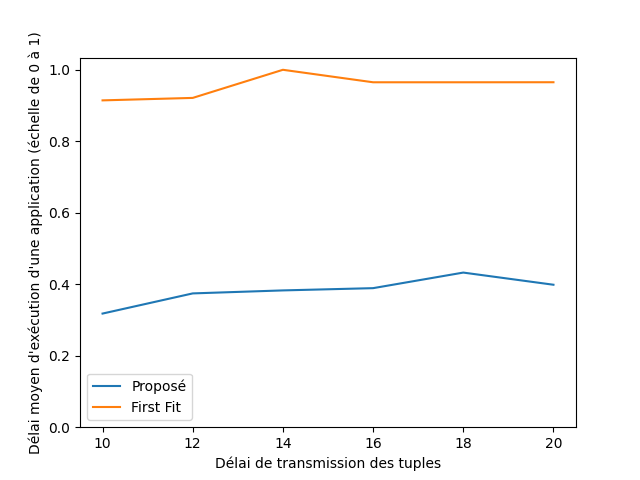 Délai moyen d'exécution d'une application (échelle de 0 à 1)
1.0
0.8
0.6
0.4
0.2
0.0
Proposé
First Fit
10 12 14 16 18 20
Délai de transmission des tuples